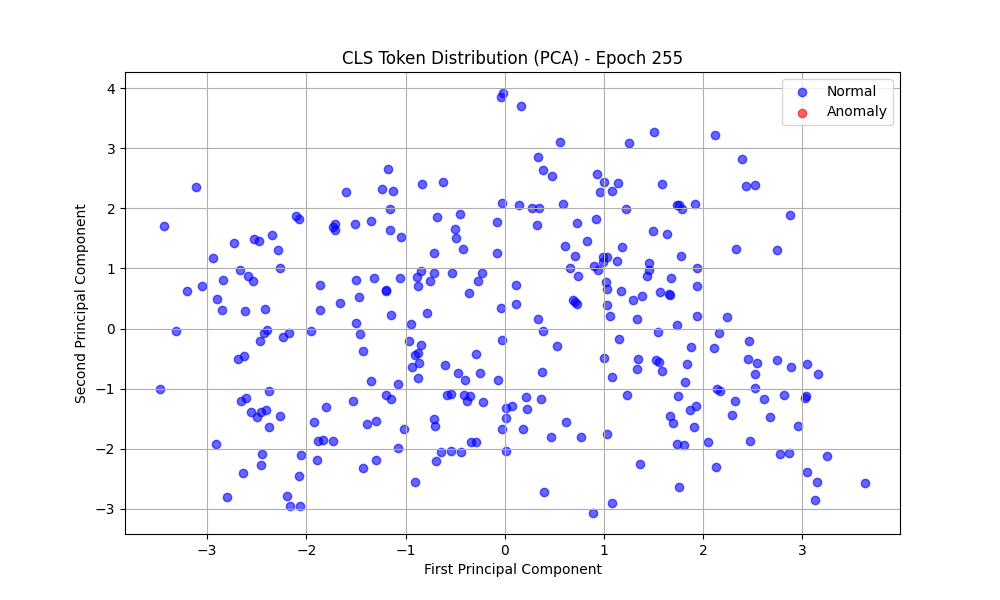 CLS Token Distribution (PCA) - Epoch 255
Normal
Anomaly
4
3
2
1
0
−1
−2
−3
Second Principal Component
−3 −2 −1 0 1 2 3
First Principal Component